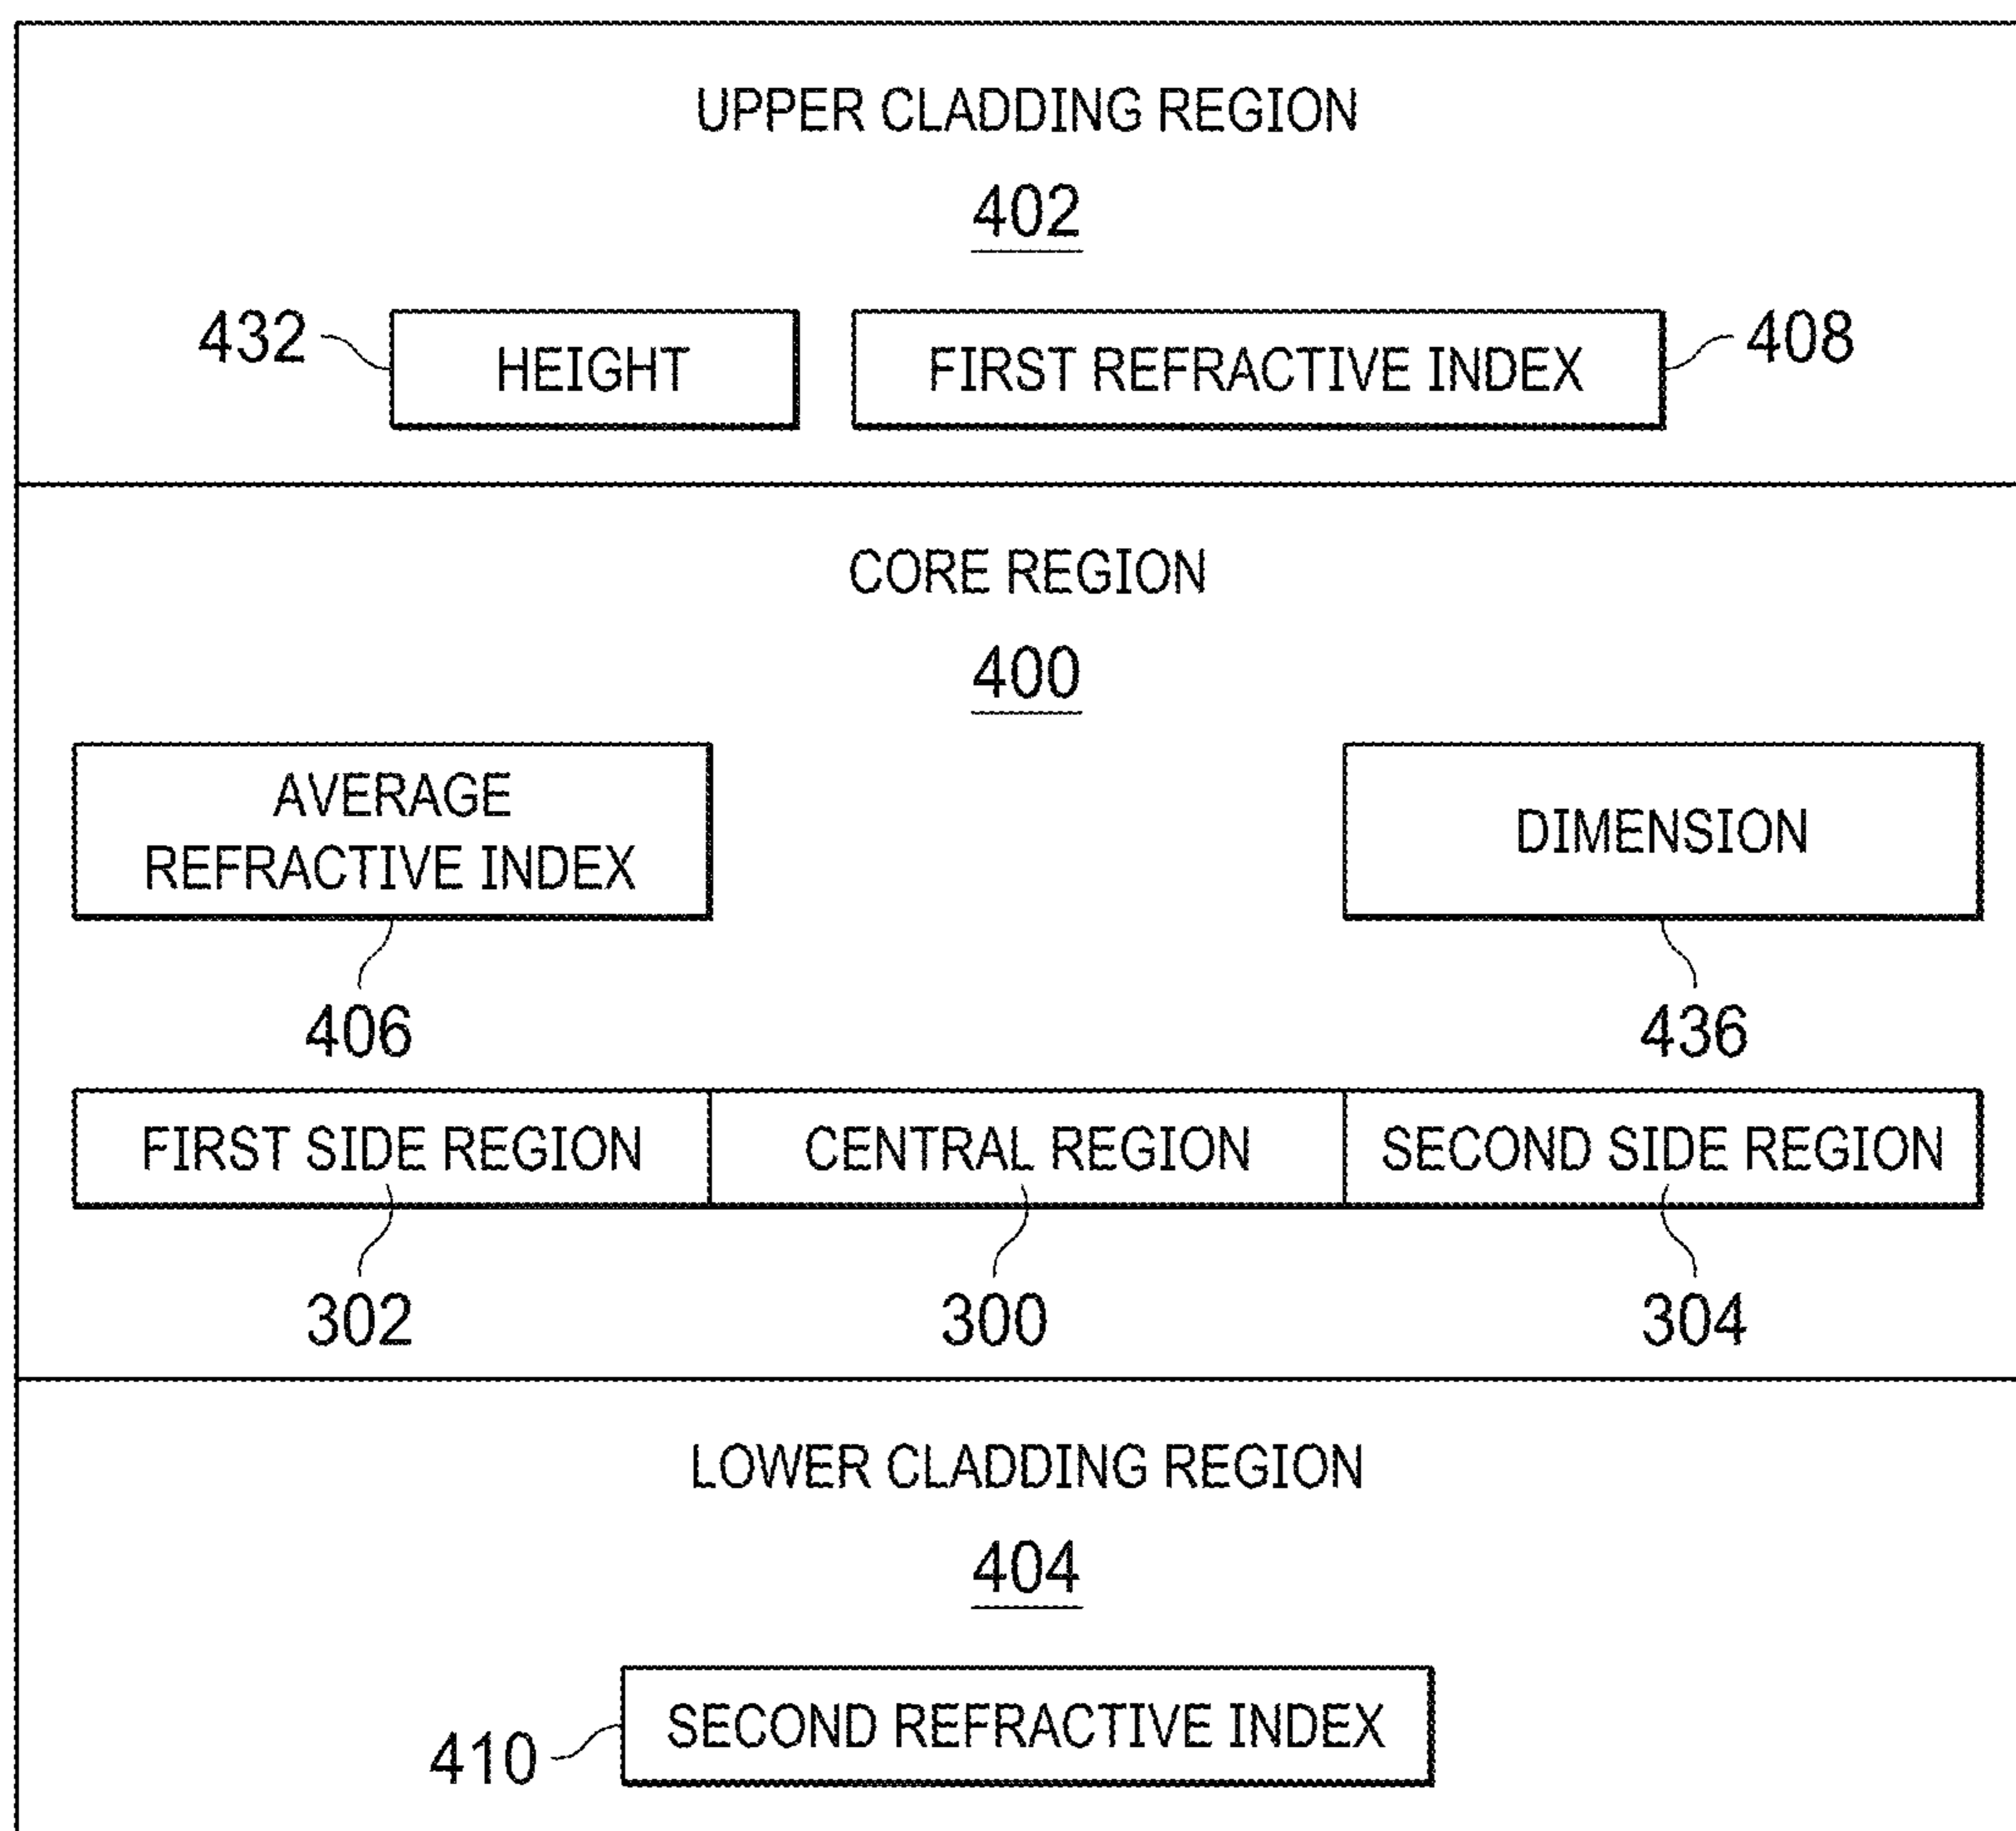 UPPER CLADDING REGION
402
432 HEIGHT FIRST REFRACTIVE INDEX 408
CORE REGION
400
AVERAGE
REFRACTIVE INDEX
DIMENSION
406 436
FIRST SIDE REGION CENTRAL REGION SECOND SIDE REGION
302 300 304
LOWER CLADDING REGION
404
410 SECOND REFRACTIVE INDEX